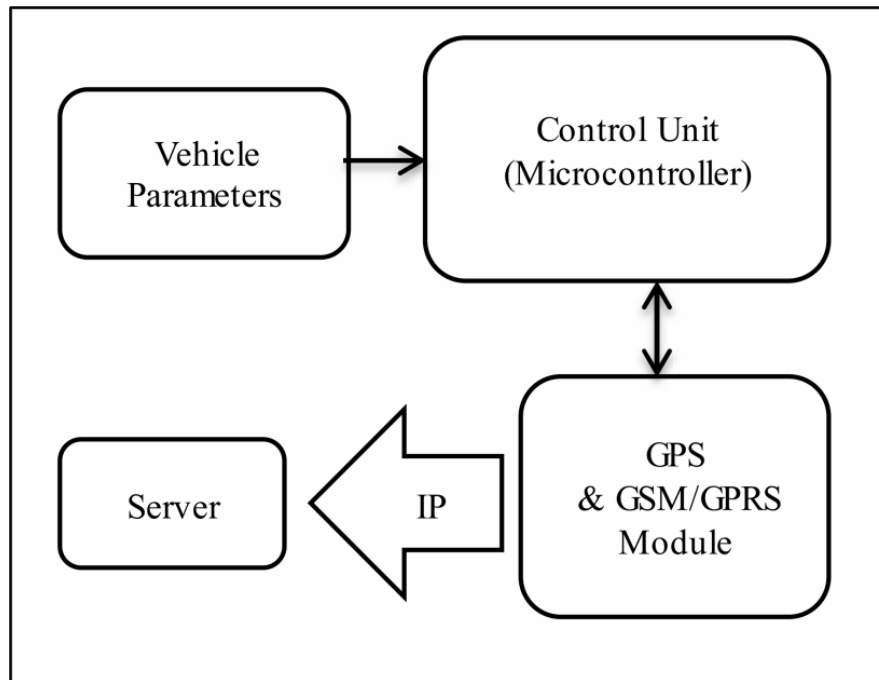 Vehicle
Parameters
Control Unit
(Microcontroller)
Server
IP
GPS
& GSM/GPRS
Module